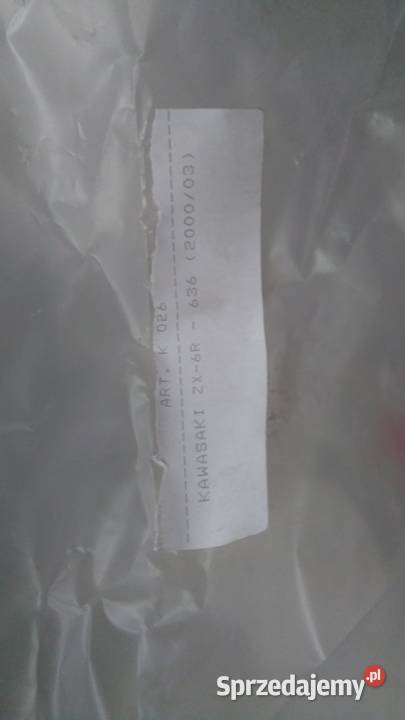 ART. K 026
KAWASAKI ZX-6R - 636 (2000/03)
Sprzedajemy.pl